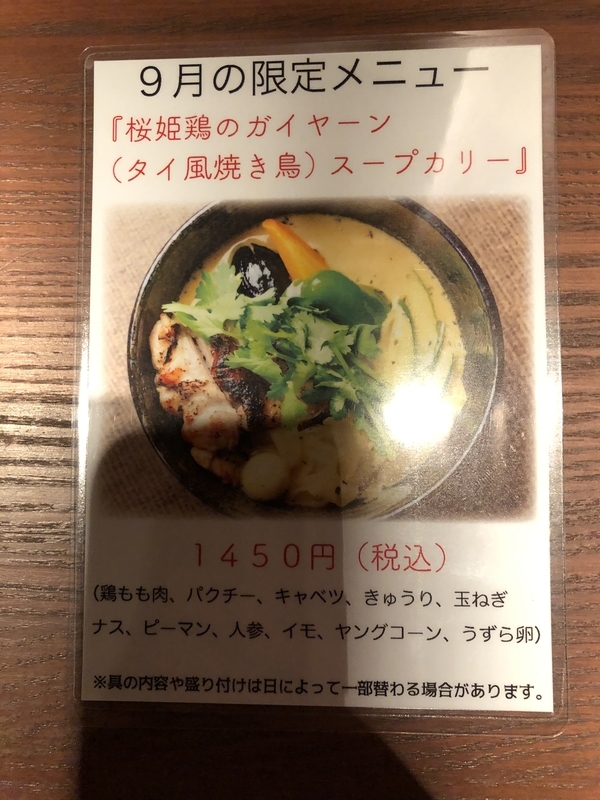 ９月の限定メニュー
『桜姫鶏のガイヤーン
（タイ風焼き鳥）スープカリー』
１４５０円（税込）
(鶏もも肉、パクチー、キャベツ、きゅうり、玉ねぎ
ナス、ピーマン、人参、イモ、ヤングコーン、うずら卵)
※具の内容や盛り付けは日によって一部替わる場合があります。